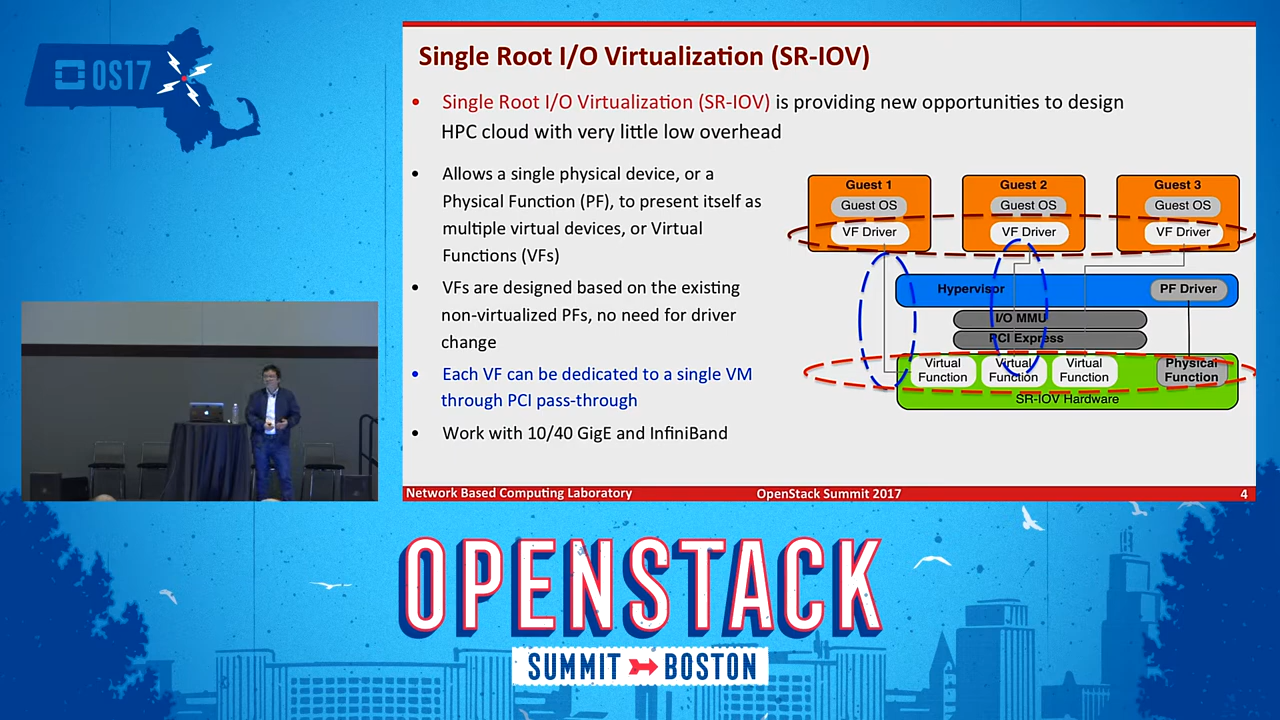 OS17
Single Root I/O Virtualization (SR-IOV)
• Single Root I/O Virtualization (SR-IOV) is providing new opportunities to design
HPC cloud with very little low overhead
• Allows a single physical device, or a
Physical Function (PF), to present itself as
multiple virtual devices, or Virtual
Functions (VFs)
• VFs are designed based on the existing
non-virtualized PFs, no need for driver
change
• Each VF can be dedicated to a single VM
through PCI pass-through
• Work with 10/40 GigE and InfiniBand
Guest 1
Guest OS
VF Driver
Guest 2
Guest OS
VF Driver
Guest 3
Guest OS
VF Driver
Hypervisor
PF Driver
I/O MMU
PCI Express
Virtual
Function
Virtual
Function
Virtual
Function
Physical
Function
SR-IOV Hardware
Network Based Computing Laboratory
OpenStack Summit 2017
4
OPENSTACK
SUMMIT BOSTON